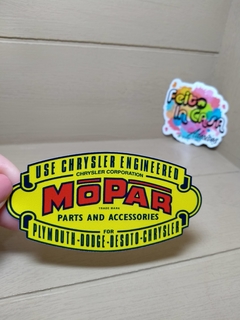 Feito
in Casa
USE CHRYSLER ENGINEERED
CHRYSLER CORPORATION
MOPAR
TRADE MARK
PARTS AND ACCESSORIES
FOR
PLYMOUTH-DODGE-DESOTO-CHRYSLER